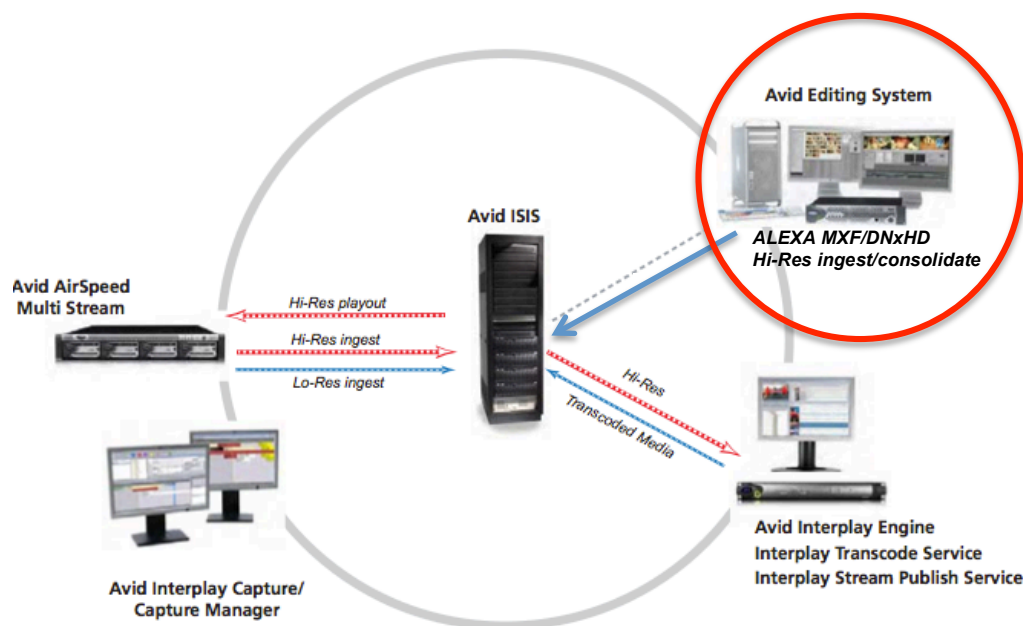 Avid Editing System
ALEXA MXF/DNxHD
Hi-Res ingest/consolidate
Avid ISIS
Avid AirSpeed
Multi Stream
Hi-Res playout
Hi-Res ingest
Lo-Res ingest
Hi-Res
Transcoded Media
Avid Interplay Engine
Interplay Transcode Service
Interplay Stream Publish Service
Avid Interplay Capture/
Capture Manager